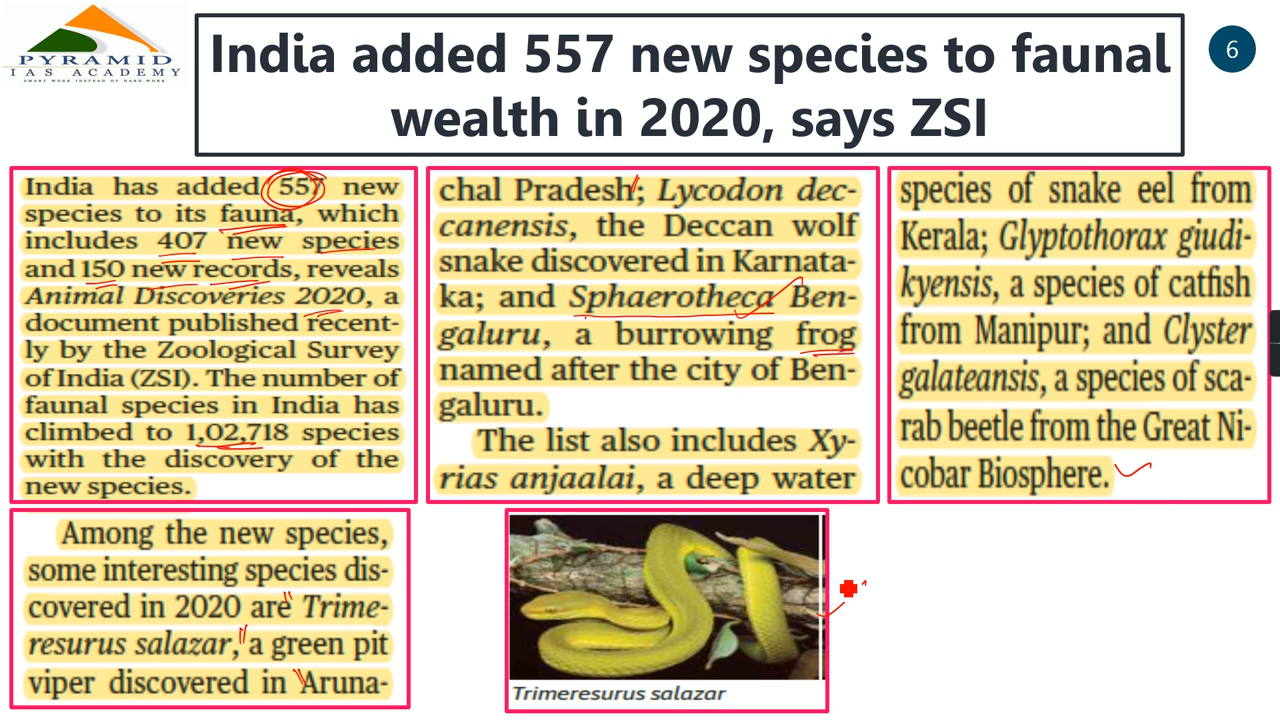 PYRAMID
IAS ACADEMY
SMART WORK INSTEAD OF HARD WORK
India added 557 new species to faunal
wealth in 2020, says ZSI
6
India has added 557 new
species to its fauna, which
includes 407 new species
and 150 new records, reveals
Animal Discoveries 2020, a
document published recent-
ly by the Zoological Survey
of India (ZSI). The number of
faunal species in India has
climbed to 1,02,718 species
with the discovery of the
new species.
Among the new species,
some interesting species dis-
covered in 2020 are Trime-
resurus salazar, a green pit
viper discovered in Aruna-
chal Pradesh; Lycodon dec-
canensis, the Deccan wolf
snake discovered in Karnata-
ka; and Sphaerotheca Ben-
galuru, a burrowing frog
named after the city of Ben-
galuru.
The list also includes Xy-
rias anjaalai, a deep water
species of snake eel from
Kerala; Glyptothorax giudi-
kyensis, a species of catfish
from Manipur; and Clyster
galateansis, a species of sca-
rab beetle from the Great Ni-
cobar Biosphere.
Trimeresurus salazar